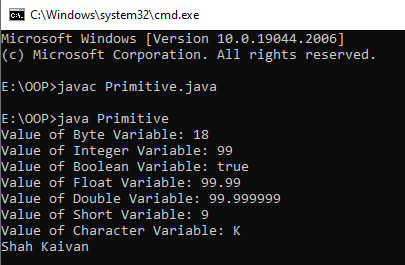 C:\Windows\system32\cmd.exe
Microsoft Windows [Version 10.0.19044.2006]
(c) Microsoft Corporation. All rights reserved.
E:\OOP>javac Primitive.java
E:\OOP>java Primitive
Value of Byte Variable: 18
Value of Integer Variable: 99
Value of Boolean Variable: true
Value of Float Variable: 99.99
Value of Double Variable: 99.999999
Value of Short Variable: 9
Value of Character Variable: K
Shah Kaivan